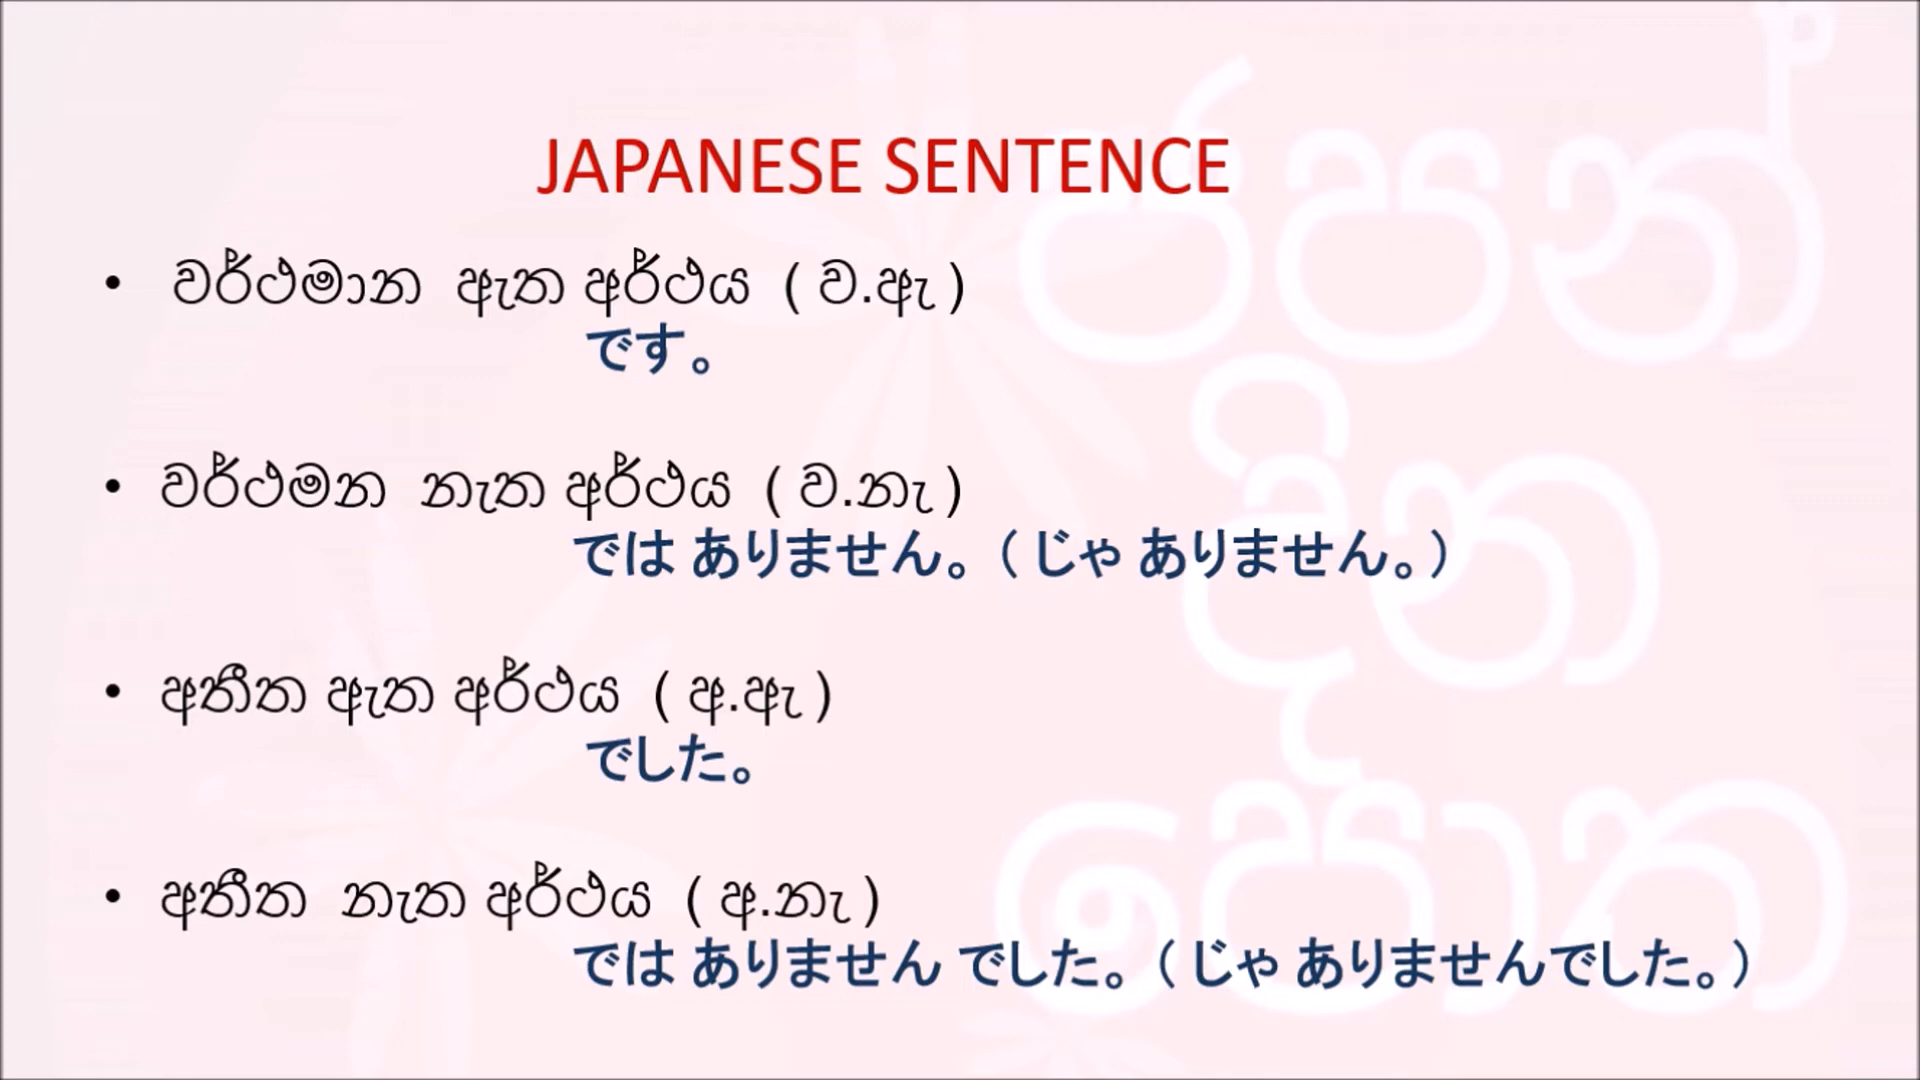 JAPANESE SENTENCE
• වර්ථමාන ඇත අර්ථය ( ව.ඇ )
です。
• වර්ථමන නැත අර්ථය ( ව.නැ )
では ありません。( じゃ ありません。)
• අතීත ඇත අර්ථය ( අ.ඇ )
でした。
• අතීත නැත අර්ථය ( අ.නැ )
では ありません でした。( じゃ ありませんでした。)
ජපන්
දින
පොත